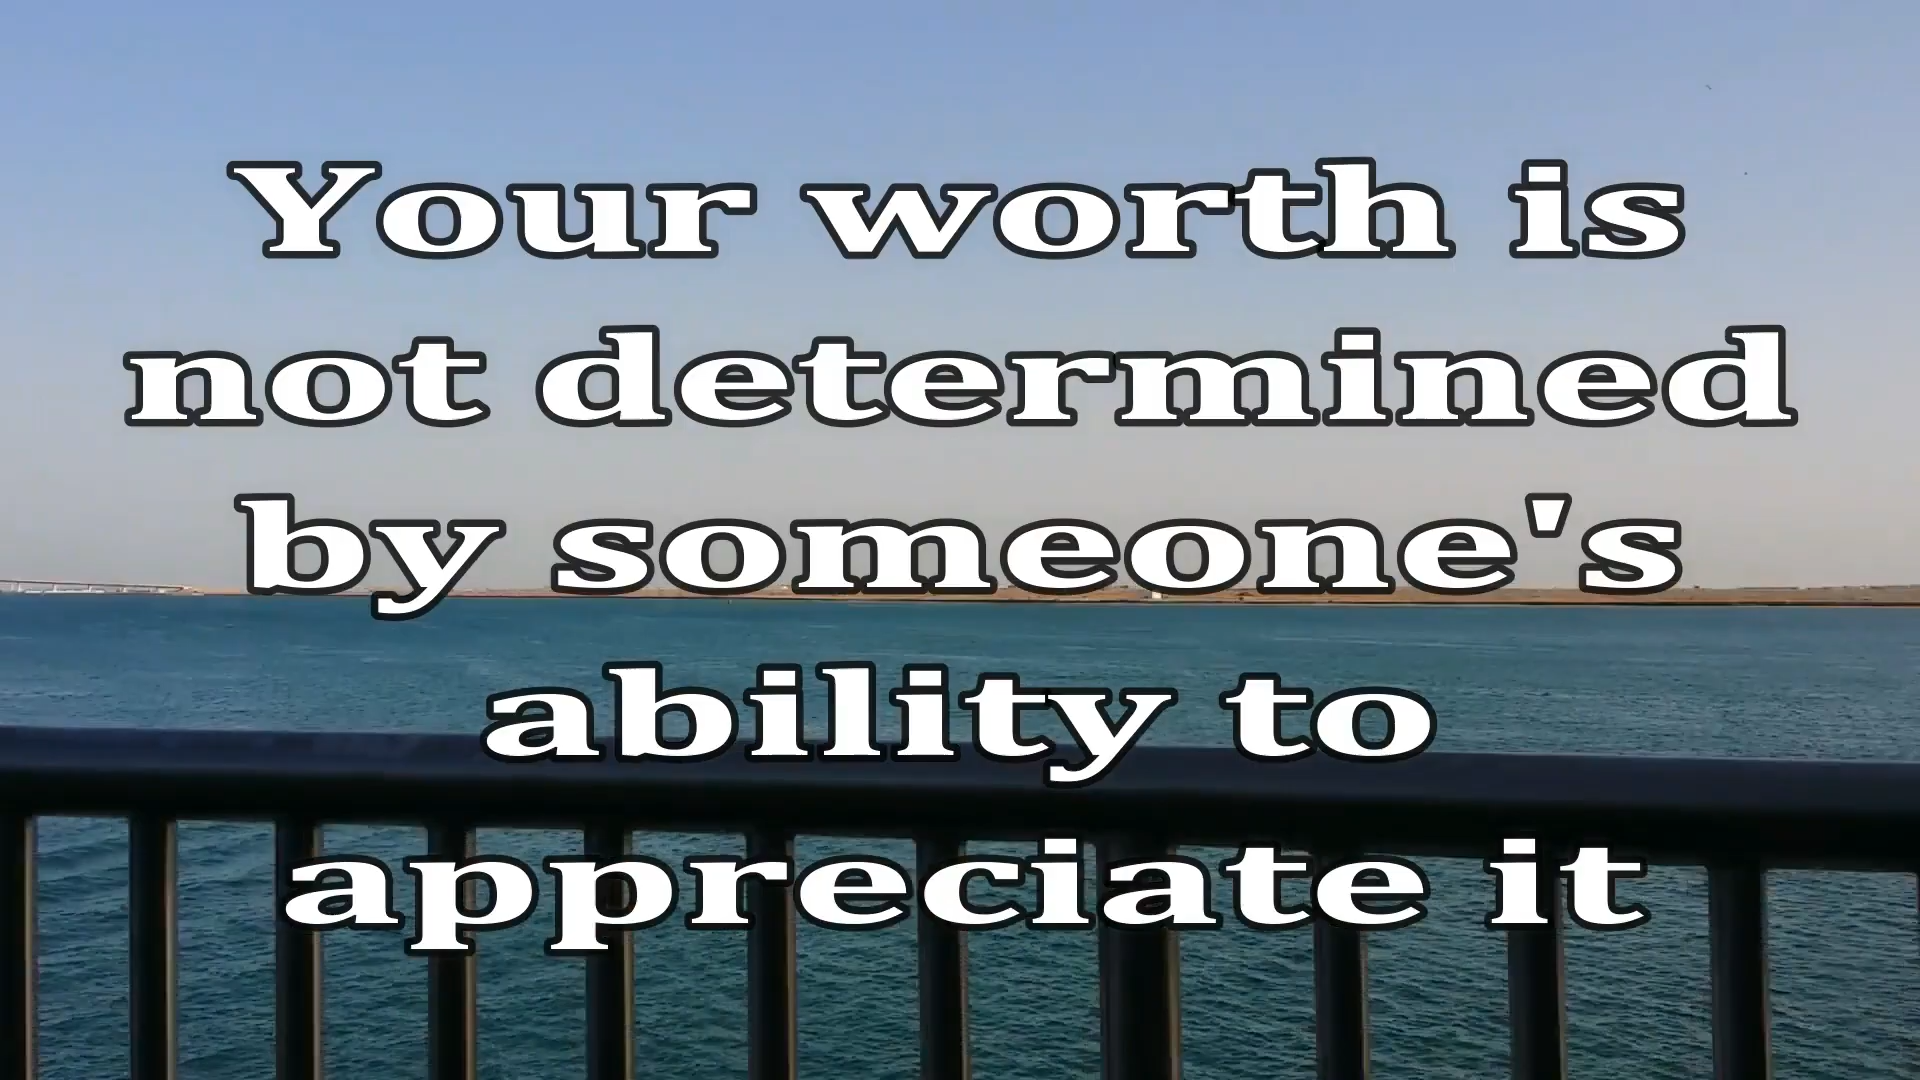 Your worth is
not determined
by someone's
ability to
appreciate it